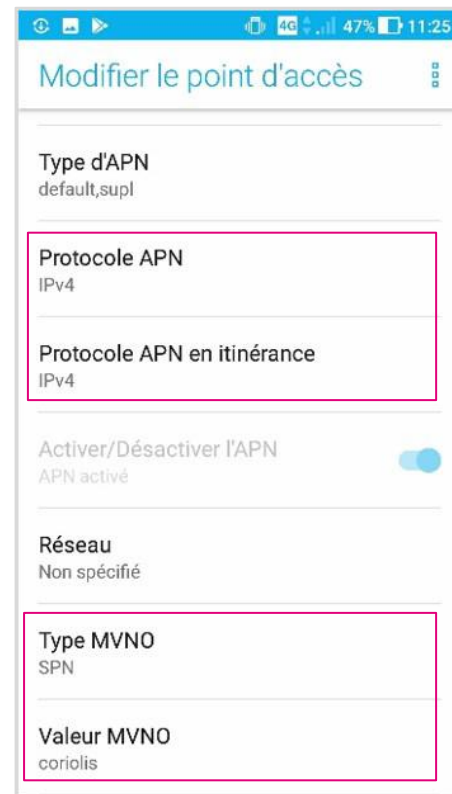 4G 47% 11:25
Modifier le point d'accès
Type d'APN
default,supl
Protocole APN
IPv4
Protocole APN en itinérance
IPv4
Activer/Désactiver l'APN
APN activé
Réseau
Non spécifié
Type MVNO
SPN
Valeur MVNO
coriolis